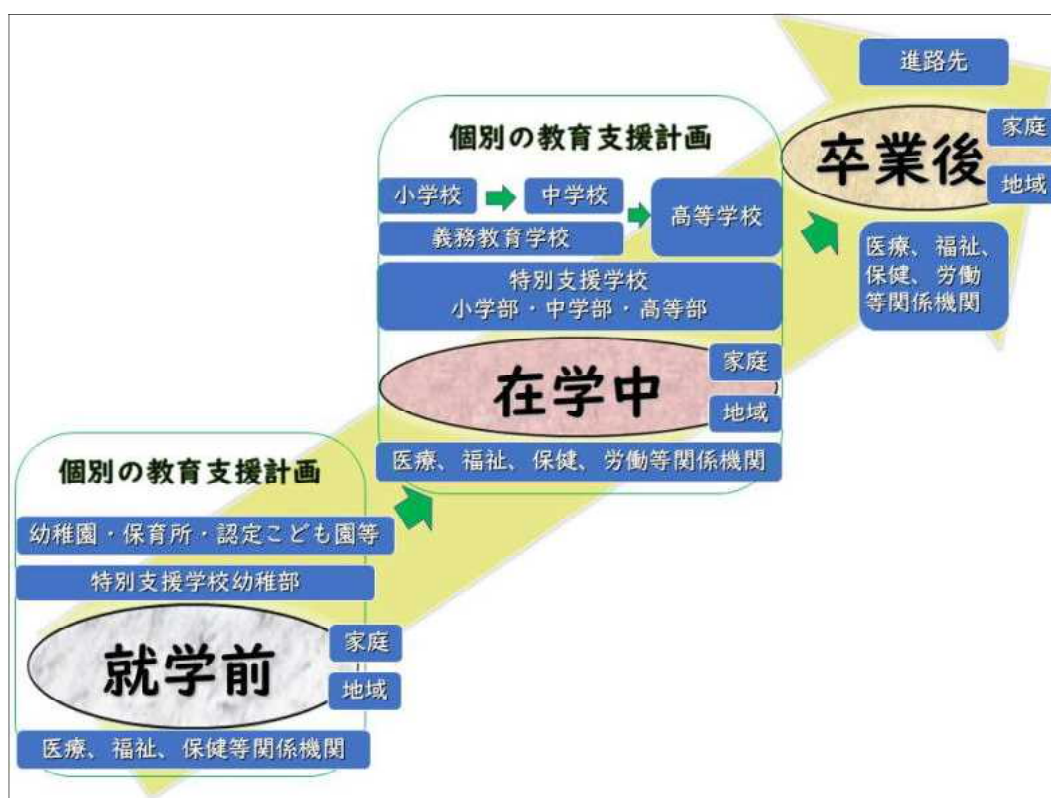 進路先
卒業後
家庭
地域
医療、福祉、
保健、労働
等関係機関
個別の教育支援計画
小学校
中学校
高等学校
義務教育学校
特別支援学校
小学部・中学部・高等部
在学中
家庭
地域
医療、福祉、保健、労働等関係機関
個別の教育支援計画
幼稚園・保育所・認定こども園等
特別支援学校幼稚部
就学前
家庭
地域
医療、福祉、保健等関係機関